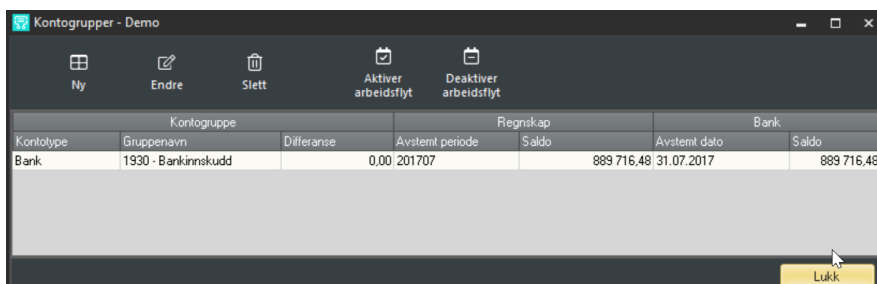 Kontogrupper - Demo
Ny Endre Slett Aktiver arbeidsflyt Deaktiver arbeidsflyt
Kontogruppe Regnskap Bank
Kontotype Gruppenavn Differanse Avstemt periode Saldo Avstemt dato Saldo
Bank 1930 - Bankinnskudd 0,00 201707 889 716,48 31.07.2017 889 716,48
Lukk